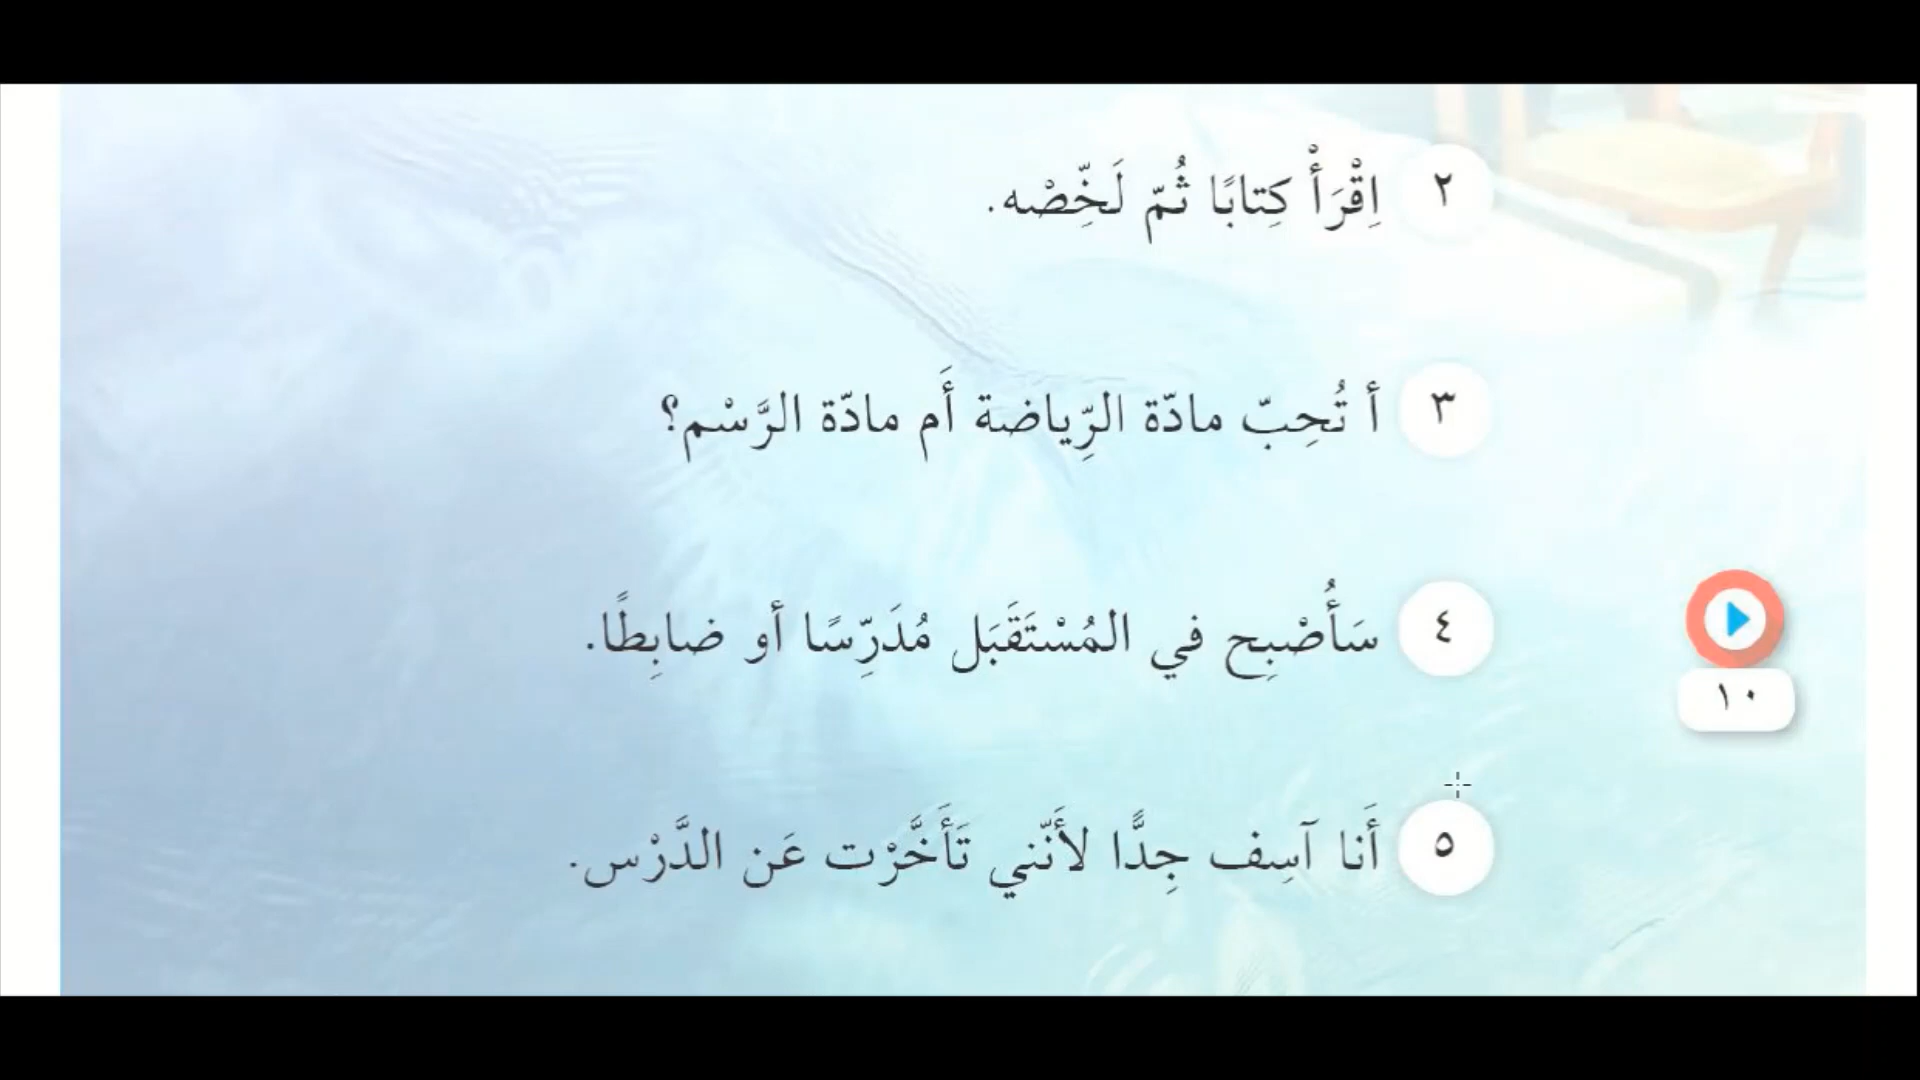 ٢ اِقْرَأْ كِتابًا ثُمّ لَخِّصْه.
٣ أ تُحِبّ مادّة الرِّياضة أَم مادّة الرَّسْم؟
٤ سَأُصْبِح في المُسْتَقَبَل مُدَرِّسًا أو ضابِطًا.
١٠
٥ أَنا آسِف جِدًّا لأَنّني تَأَخَّرْت عَن الدَّرْس.